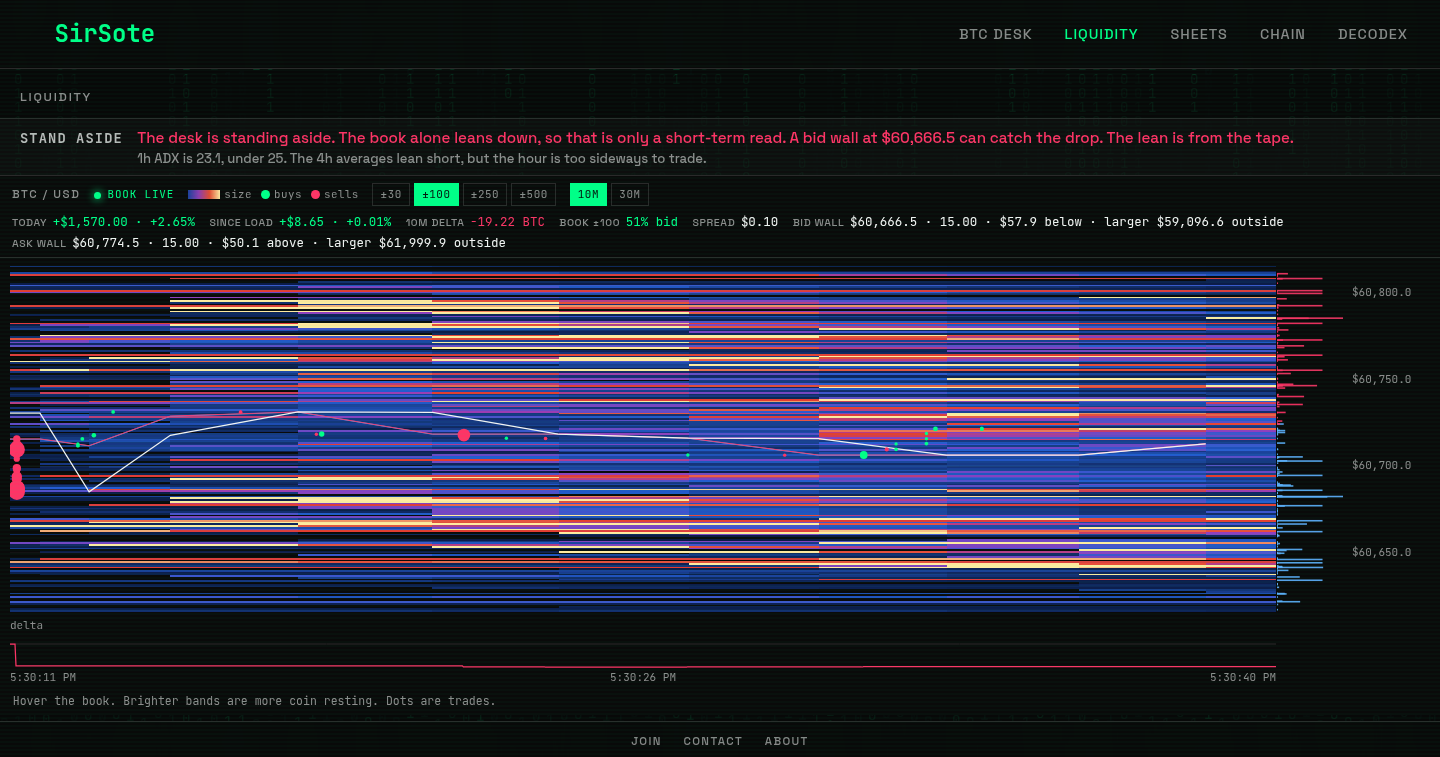 SirSote
BTC DESK LIQUIDITY SHEETS CHAIN DECODEX
LIQUIDITY
STAND ASIDE The desk is standing aside. The book alone leans down, so that is only a short-term read. A bid wall at $60,666.5 can catch the drop. The lean is from the tape.
1h ADX is 23.1, under 25. The 4h averages lean short, but the hour is too sideways to trade.
BTC / USD BOOK LIVE size buys sells ±30 ±100 ±250 ±500 10M 30M
TODAY +$1,570.00 · +2.65% SINCE LOAD +$8.65 · +0.01% 10M DELTA -19.22 BTC BOOK ±100 51% bid SPREAD $0.10 BID WALL $60,666.5 · 15.00 · $57.9 below · larger $59,096.6 outside
ASK WALL $60,774.5 · 15.00 · $50.1 above · larger $61,999.9 outside
$60,800.0
$60,750.0
$60,700.0
$60,650.0
delta
5:30:11 PM 5:30:26 PM 5:30:40 PM
Hover the book. Brighter bands are more coin resting. Dots are trades.
JOIN CONTACT ABOUT